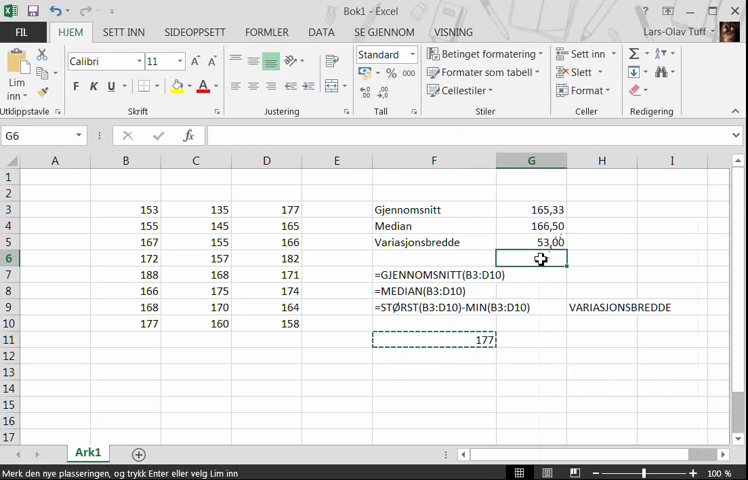 Bok1 - Excel
FIL HJEM SETT INN SIDEOPPSETT FORMLER DATA SE GJENNOM VISNING Lars-Olav Tuff
Lim inn
Calibri 11
F K U
Standard
% 000
Betinget formatering
Formater som tabell
Cellestiler
Sett inn
Slett
Format
Utklippstavle Skrift Justering Tall Stiler Celler Redigering
G6 fx
A B C D E F G H I
1
2
3 153 135 177 Gjennomsnitt 165,33
4 155 145 165 Median 166,50
5 167 155 166 Variasjonsbredde 53,00
6 172 157 182
7 188 168 171 =GJENNOMSNITT(B3:D10)
8 166 175 174 =MEDIAN(B3:D10)
9 168 170 164 =STØRST(B3:D10)-MIN(B3:D10) VARIASJONSBREDDE
10 177 160 158
11 177
12
13
14
15
16
17
Ark1
Merk den nye plasseringen, og trykk Enter eller velg Lim inn 100 %